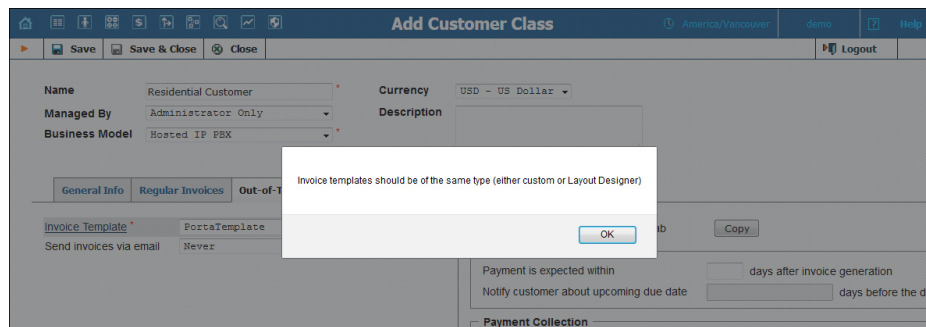 Add Customer Class
America/Vancouver
demo
?
Help
Save
Save & Close
Close
Logout
Name
Residential Customer *
Currency
USD - US Dollar
Managed By
Administrator Only
Description
Business Model
Hosted IP PBX *
General Info
Regular Invoices
Out-of-T
Invoice templates should be of the same type (either custom or Layout Designer)
OK
Invoice Template *
PortaTemplate
ab
Copy
Send invoices via email
Never
Payment is expected within
days after invoice generation
Notify customer about upcoming due date
days before the d
Payment Collection